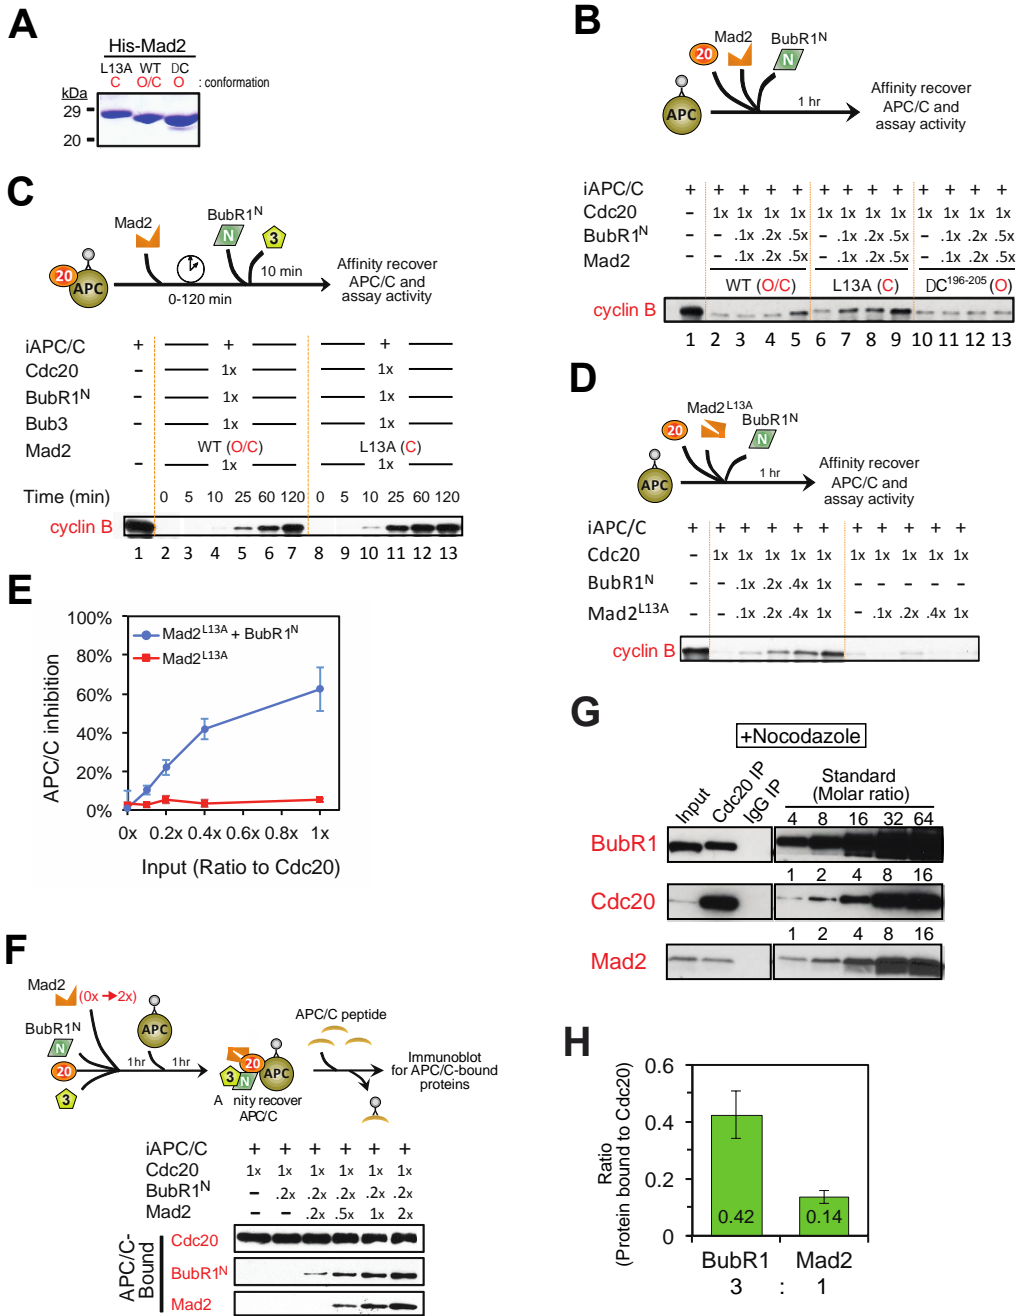 A
His-Mad2
L13A WT DC
C O/C O : conformation
kDa
29
20
B
20 Mad2 BubR1N
N
APC
1 hr
Affinity recover
APC/C and
assay activity
iAPC/C + + + + + + + + + + + + +
Cdc20 – 1x 1x 1x 1x 1x 1x 1x 1x 1x 1x 1x 1x
BubR1N – – .1x .2x .5x – .1x .2x .5x – .1x .2x .5x
Mad2 – – .1x .2x .5x – .1x .2x .5x – .1x .2x .5x
WT (O/C) L13A (C) DC196-205 (O)
cyclin B
1 2 3 4 5 6 7 8 9 10 11 12 13
C
Mad2
BubR1N
N
3
20
APC
10 min
0-120 min
Affinity recover
APC/C and
assay activity
iAPC/C + + +
Cdc20 – 1x 1x
BubR1N – 1x 1x
Bub3 – 1x 1x
Mad2 WT (O/C) L13A (C)
– 1x 1x
Time (min) 0 5 10 25 60 120 0 5 10 25 60 120
cyclin B
1 2 3 4 5 6 7 8 9 10 11 12 13
D
Mad2L13A
20
BubR1N
N
APC
1 hr
Affinity recover
APC/C and
assay activity
iAPC/C + + + + + + + + + + +
Cdc20 – 1x 1x 1x 1x 1x 1x 1x 1x 1x 1x
BubR1N – – .1x .2x .4x 1x – – – – –
Mad2L13A – – .1x .2x .4x 1x – .1x .2x .4x 1x
cyclin B
E
100%
80%
60%
40%
20%
0%
APC/C inhibition
Mad2L13A + BubR1N
Mad2L13A
0x 0.2x 0.4x 0.6x 0.8x 1x
Input (Ratio to Cdc20)
F
Mad2
(0x → 2x)
BubR1N
N
20
3
APC
1hr 1hr
20
APC
3
N
A nity recover
APC/C
APC/C peptide
Immunoblot
for APC/C-bound
proteins
iAPC/C + + + + + +
Cdc20 1x 1x 1x 1x 1x 1x
BubR1N – .2x .2x .2x .2x .2x
Mad2 – – .2x .5x 1x 2x
APC/C-
Bound
Cdc20
BubR1N
Mad2
G
+Nocodazole
Input
Cdc20 IP
IgG IP
Standard
(Molar ratio)
4 8 16 32 64
BubR1
1 2 4 8 16
Cdc20
1 2 4 8 16
Mad2
H
Ratio
(Protein bound to Cdc20)
0.6
0.4
0.2
0
0.42 0.14
BubR1 Mad2
3 : 1